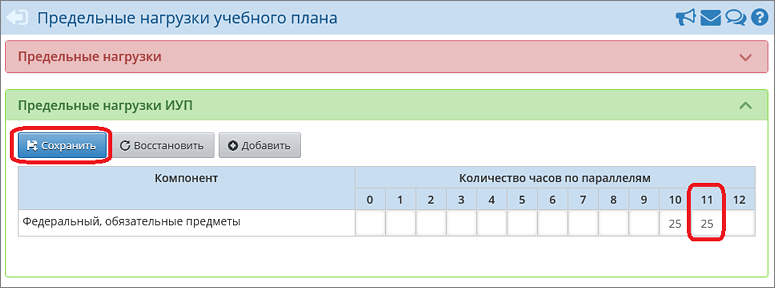 Предельные нагрузки учебного плана
Предельные нагрузки
Предельные нагрузки ИУП
Сохранить Восстановить Добавить
Компонент Количество часов по параллелям
0 1 2 3 4 5 6 7 8 9 10 11 12
Федеральный, обязательные предметы 25 25